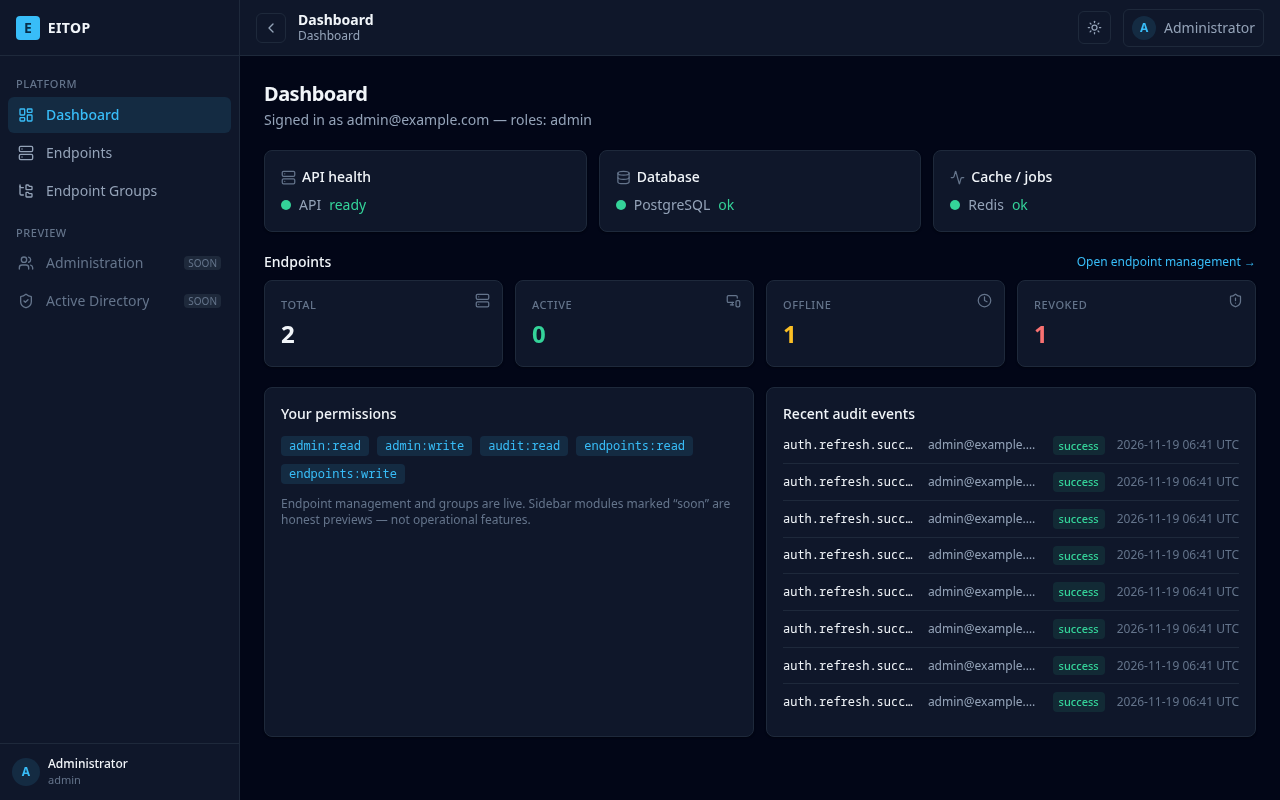 E EITOP
Dashboard
Dashboard
A Administrator
PLATFORM
Dashboard
Endpoints
Endpoint Groups
PREVIEW
Administration SOON
Active Directory SOON
Administrator
admin
A
Dashboard
Signed in as admin@example.com — roles: admin
API health
API ready
Database
PostgreSQL ok
Cache / jobs
Redis ok
Endpoints
Open endpoint management →
TOTAL
2
ACTIVE
0
OFFLINE
1
REVOKED
1
Your permissions
admin:read admin:write audit:read endpoints:read
endpoints:write
Endpoint management and groups are live. Sidebar modules marked “soon” are
honest previews — not operational features.
Recent audit events
auth.refresh.succ… admin@example.… success 2026-11-19 06:41 UTC
auth.refresh.succ… admin@example.… success 2026-11-19 06:41 UTC
auth.refresh.succ… admin@example.… success 2026-11-19 06:41 UTC
auth.refresh.succ… admin@example.… success 2026-11-19 06:41 UTC
auth.refresh.succ… admin@example.… success 2026-11-19 06:41 UTC
auth.refresh.succ… admin@example.… success 2026-11-19 06:41 UTC
auth.refresh.succ… admin@example.… success 2026-11-19 06:41 UTC
auth.refresh.succ… admin@example.… success 2026-11-19 06:41 UTC